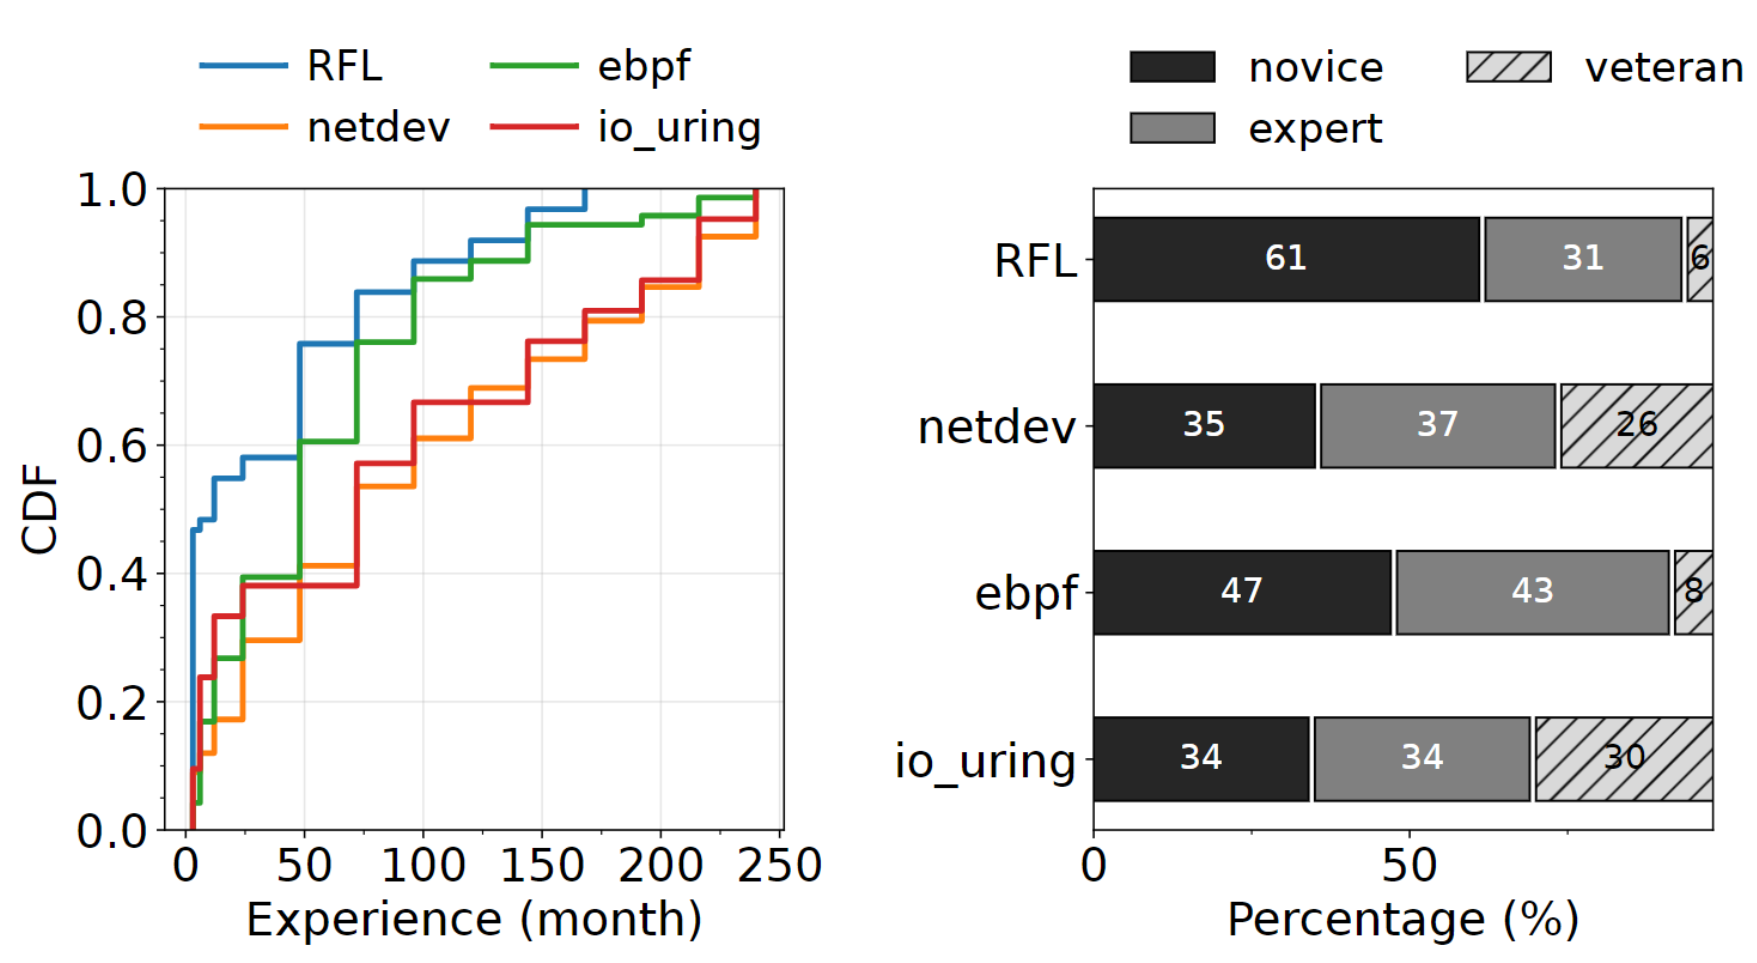 RFL
ebpf
netdev
io_uring
1.0
0.8
0.6
0.4
0.2
0.0
CDF
0 50 100 150 200 250
Experience (month)
novice
veteran
expert
RFL 61 31 6
netdev 35 37 26
ebpf 47 43 8
io_uring 34 34 30
0 50
Percentage (%)